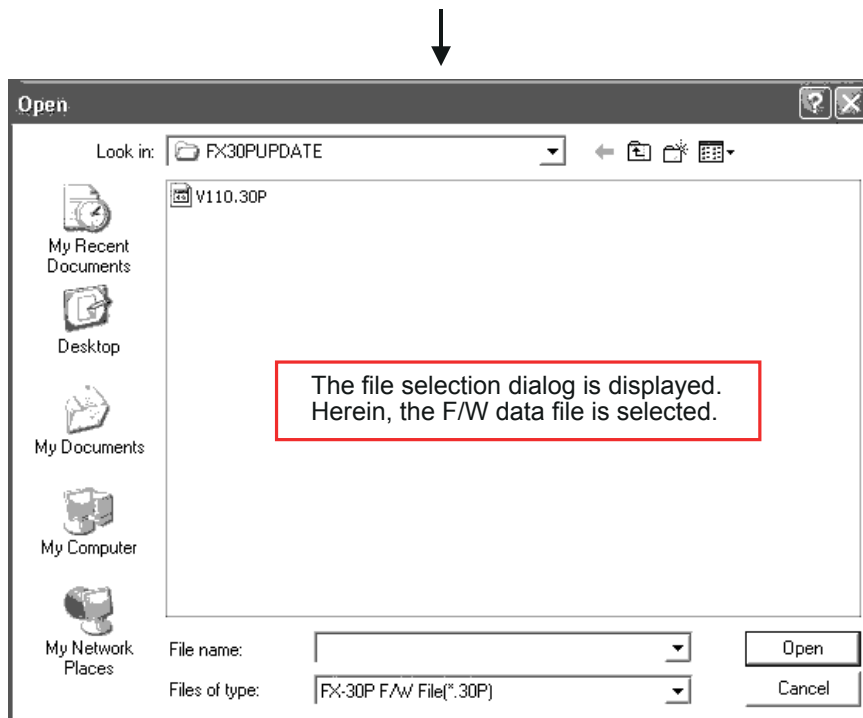 Open
Look in:
FX30PUPDATE
V110.30P
My Recent
Documents
Desktop
My Documents
My Computer
My Network
Places
The file selection dialog is displayed.
Herein, the F/W data file is selected.
File name:
Open
Files of type:
FX-30P F/W File(*.30P)
Cancel